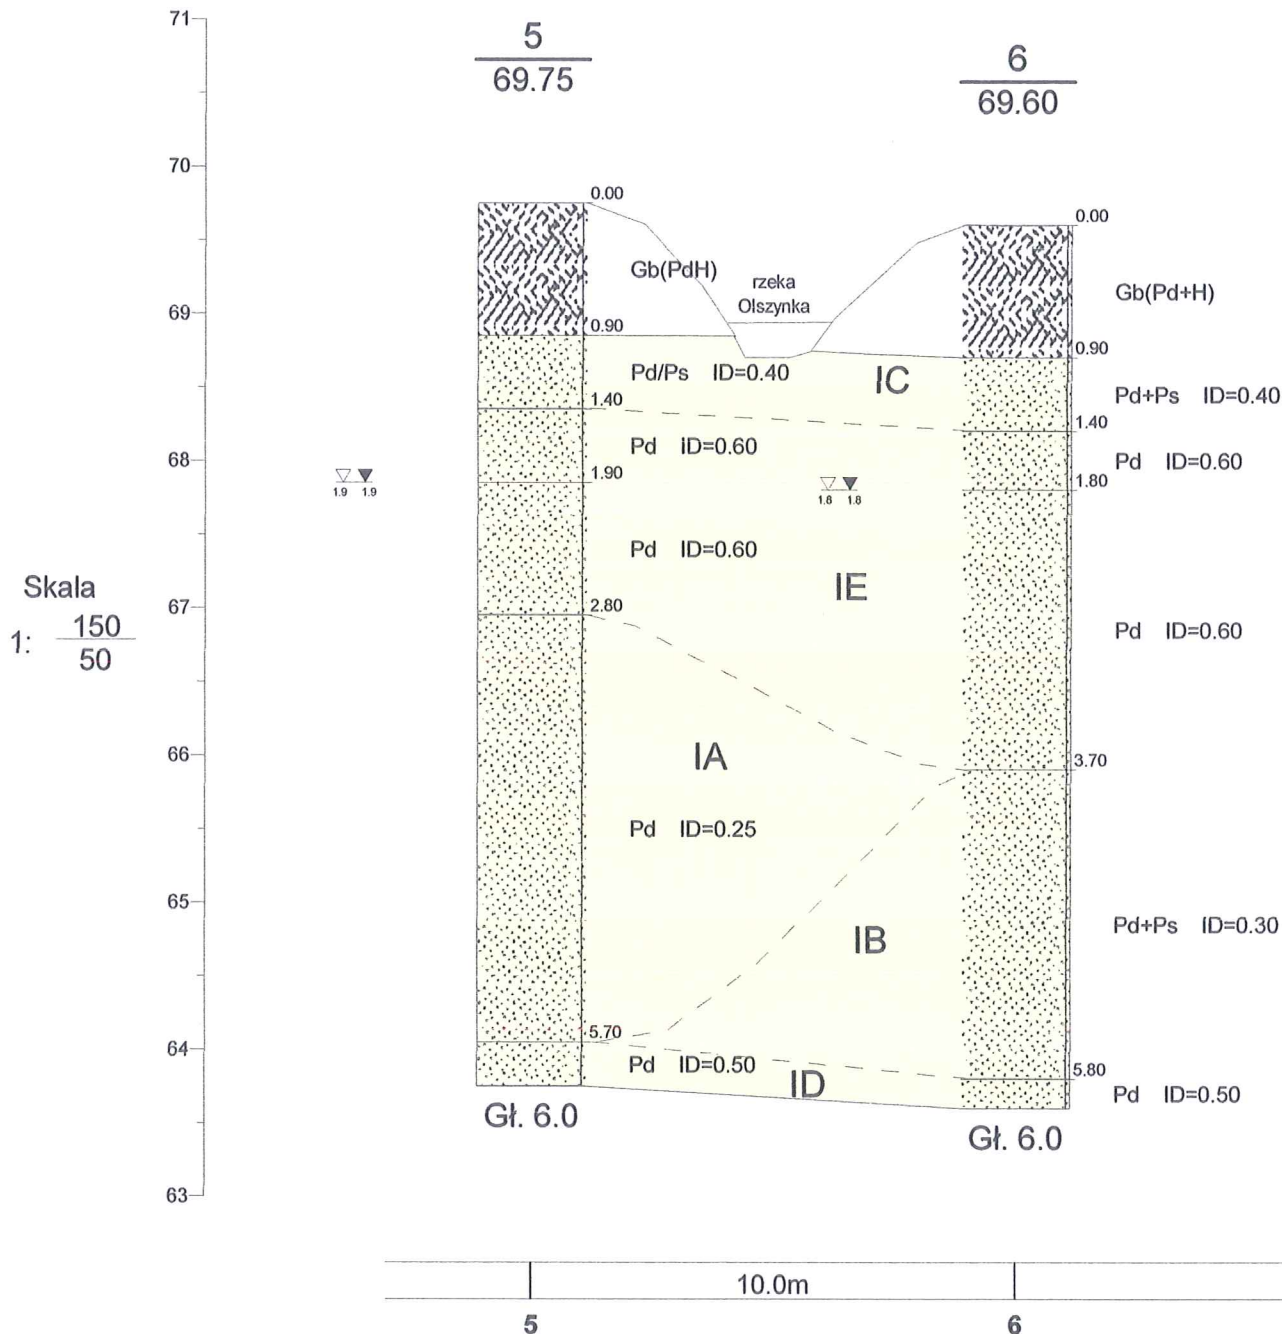 71
5
69.75
6
69.60
70
0.00
0.00
Gb(PdH)
rzeka
Olszynka
Gb(Pd+H)
69
0.90
0.90
Pd/Ps ID=0.40
IC
Pd+Ps ID=0.40
1.40
1.40
Pd ID=0.60
Pd ID=0.60
68
1.90
1.80
1.9 1.9
1.8 1.8
Pd ID=0.60
IE
Skala
1: 150
50
67
2.80
Pd ID=0.60
66
IA
3.70
Pd ID=0.25
65
IB
Pd+Ps ID=0.30
5.70
64
Pd ID=0.50
ID
5.80
Pd ID=0.50
Gł. 6.0
Gł. 6.0
63
10.0m
5
6